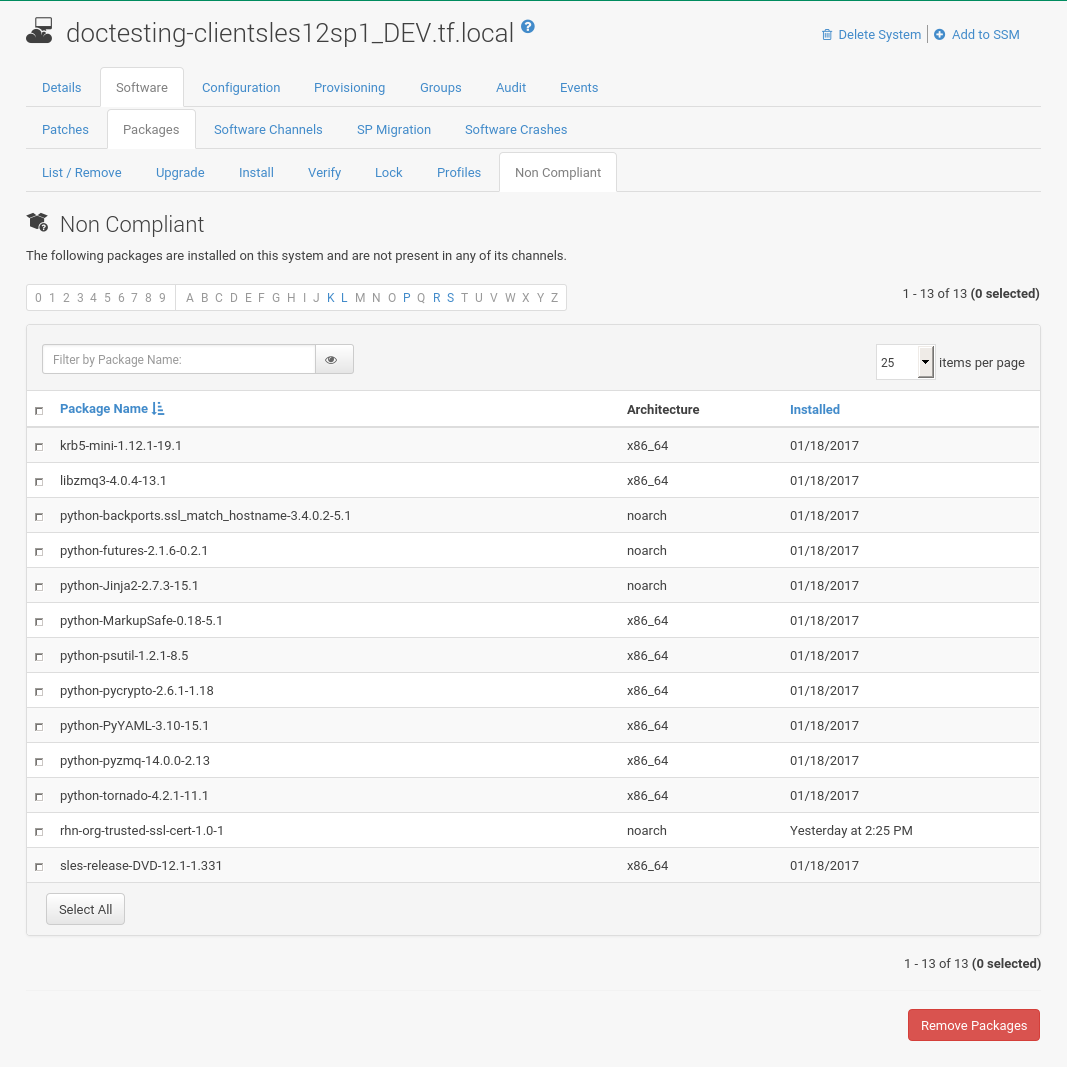 doctesting-clientsles12sp1_DEV.tf.local ?
Delete System | Add to SSM
Details Software Configuration Provisioning Groups Audit Events
Patches Packages Software Channels SP Migration Software Crashes
List / Remove Upgrade Install Verify Lock Profiles Non Compliant
Non Compliant
The following packages are installed on this system and are not present in any of its channels.
0 1 2 3 4 5 6 7 8 9 A B C D E F G H I J K L M N O P Q R S T U V W X Y Z
1 - 13 of 13 (0 selected)
Filter by Package Name:
25 items per page
Package Name Architecture Installed
krb5-mini-1.12.1-19.1 x86_64 01/18/2017
libzmq3-4.0.4-13.1 x86_64 01/18/2017
python-backports.ssl_match_hostname-3.4.0.2-5.1 noarch 01/18/2017
python-futures-2.1.6-0.2.1 noarch 01/18/2017
python-Jinja2-2.7.3-15.1 noarch 01/18/2017
python-MarkupSafe-0.18-5.1 x86_64 01/18/2017
python-psutil-1.2.1-8.5 x86_64 01/18/2017
python-pycrypto-2.6.1-1.18 x86_64 01/18/2017
python-PyYAML-3.10-15.1 x86_64 01/18/2017
python-pyzmq-14.0.0-2.13 x86_64 01/18/2017
python-tornado-4.2.1-11.1 x86_64 01/18/2017
rhn-org-trusted-ssl-cert-1.0-1 noarch Yesterday at 2:25 PM
sles-release-DVD-12.1-1.331 x86_64 01/18/2017
Select All
1 - 13 of 13 (0 selected)
Remove Packages